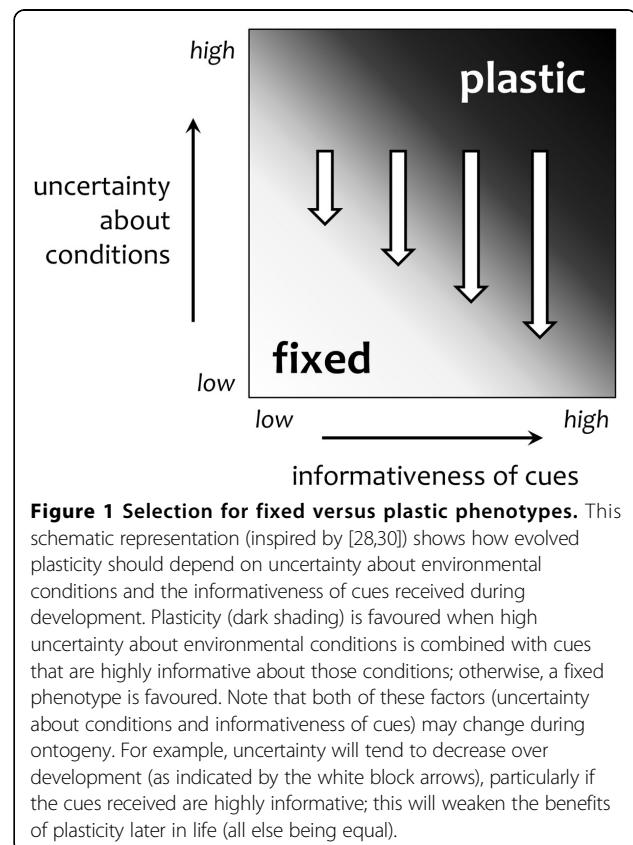 high
plastic
uncertainty
about
conditions
fixed
low
low
high
informativeness of cues
Figure 1 Selection for fixed versus plastic phenotypes. This
schematic representation (inspired by [28,30]) shows how evolved
plasticity should depend on uncertainty about environmental
conditions and the informativeness of cues received during
development. Plasticity (dark shading) is favoured when high
uncertainty about environmental conditions is combined with cues
that are highly informative about those conditions; otherwise, a fixed
phenotype is favoured. Note that both of these factors (uncertainty
about conditions and informativeness of cues) may change during
ontogeny. For example, uncertainty will tend to decrease over
development (as indicated by the white block arrows), particularly if
the cues received are highly informative; this will weaken the benefits
of plasticity later in life (all else being equal).